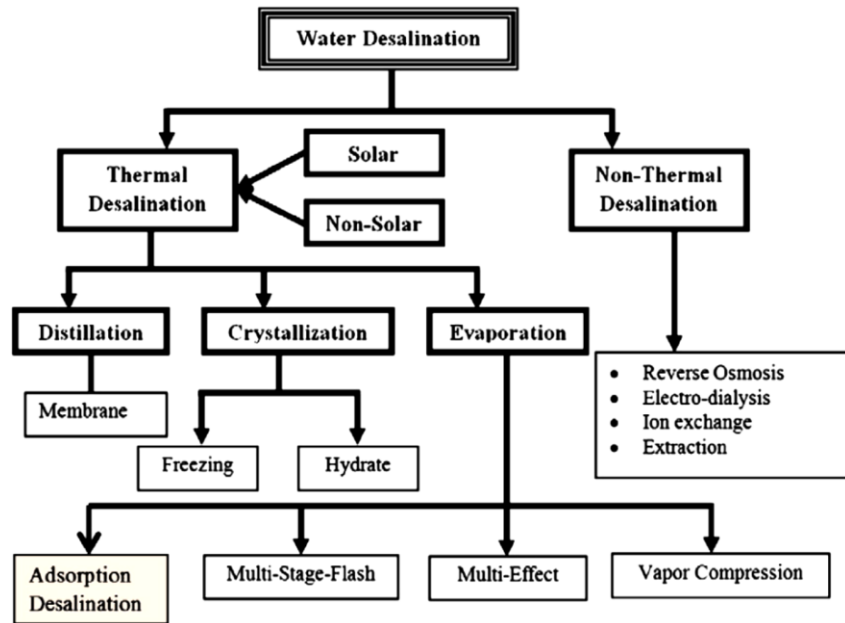 Water Desalination
Thermal
Desalination
Solar
Non-Solar
Non-Thermal
Desalination
Distillation
Crystallization
Evaporation
Membrane
Freezing
Hydrate
• Reverse Osmosis
• Electro-dialysis
• Ion exchange
• Extraction
Adsorption
Desalination
Multi-Stage-Flash
Multi-Effect
Vapor Compression